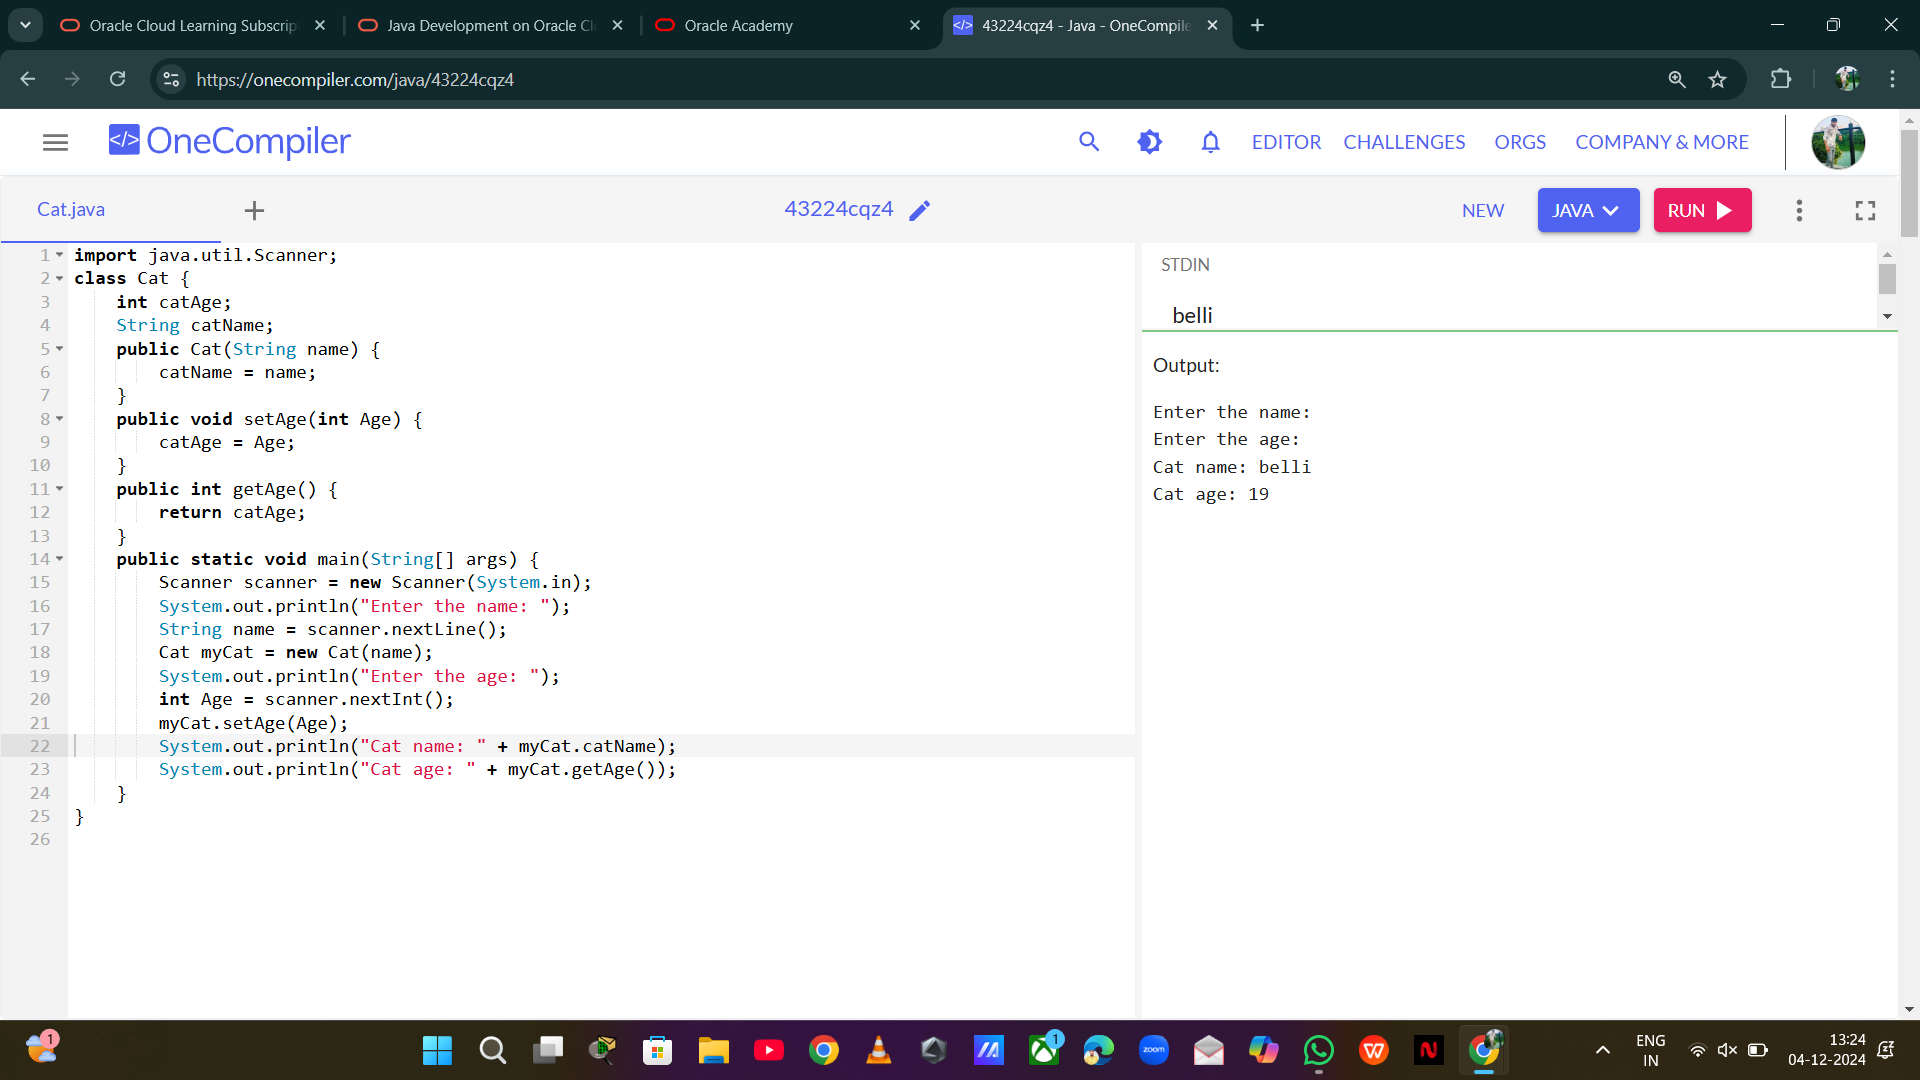 Oracle Cloud Learning Subscrip
Java Development on Oracle Cl
Oracle Academy
43224cqz4 - Java - OneCompile
https://onecompiler.com/java/43224cqz4
</> OneCompiler
EDITOR CHALLENGES ORGS COMPANY & MORE
Cat.java
43224cqz4
NEW
JAVA
RUN
1 import java.util.Scanner;
2 class Cat {
3 int catAge;
4 String catName;
5 public Cat(String name) {
6 catName = name;
7 }
8 public void setAge(int Age) {
9 catAge = Age;
10 }
11 public int getAge() {
12 return catAge;
13 }
14 public static void main(String[] args) {
15 Scanner scanner = new Scanner(System.in);
16 System.out.println("Enter the name: ");
17 String name = scanner.nextLine();
18 Cat myCat = new Cat(name);
19 System.out.println("Enter the age: ");
20 int Age = scanner.nextInt();
21 myCat.setAge(Age);
22 System.out.println("Cat name: " + myCat.catName);
23 System.out.println("Cat age: " + myCat.getAge());
24 }
25 }
26
STDIN
belli
Output:
Enter the name:
Enter the age:
Cat name: belli
Cat age: 19
1
1
zoom
W
N
ENG
IN
13:24
04-12-2024